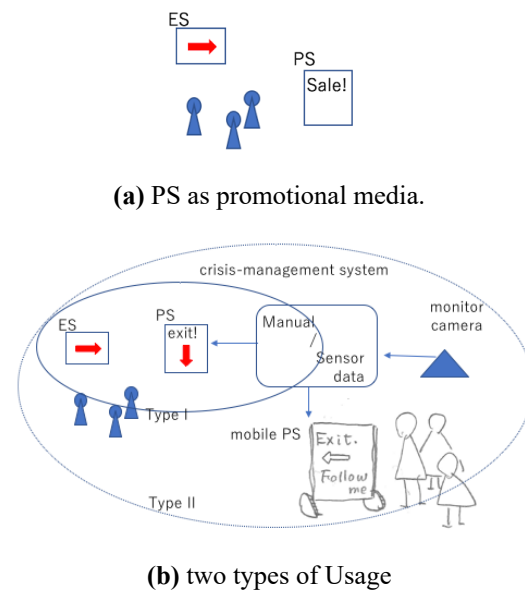 ES
PS
Sale!
(a) PS as promotional media.
crisis-management system
monitor
camera
ES
PS
exit!
Manual
/
Sensor
data
Type I
mobile PS
Exit.
Follow
me
Type II
(b) two types of Usage